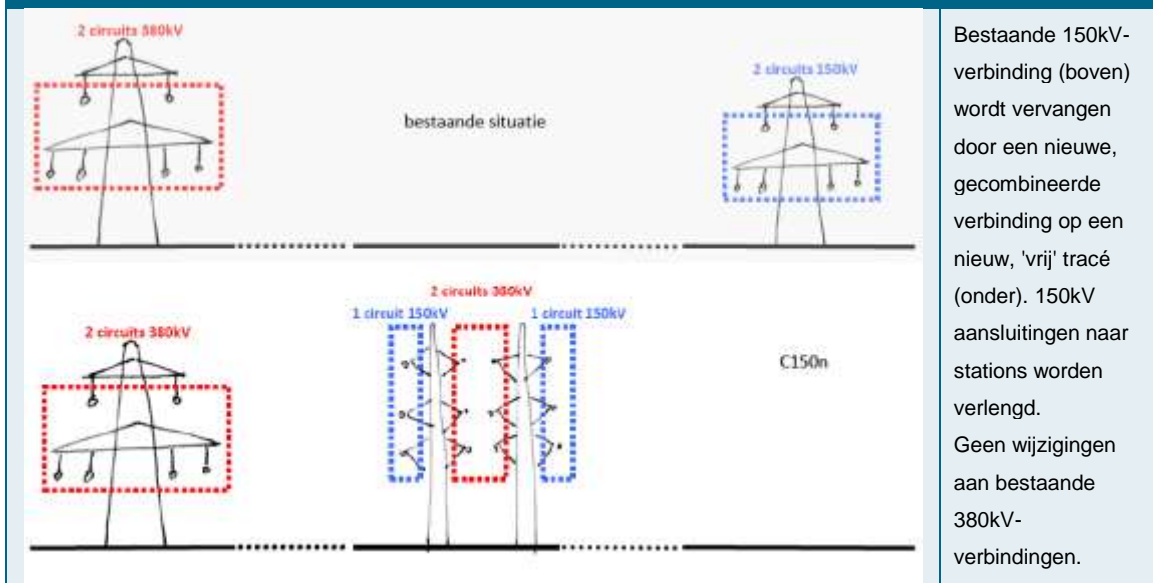 2 circuits 380kV
2 circuits 150kV
bestaande situatie
2 circuits 380kV
1 circuit 150kV
1 circuit 150kV
2 circuits 380kV
C150n
Bestaande 150kV-
verbinding (boven)
wordt vervangen
door een nieuwe,
gecombineerde
verbinding op een
nieuw, 'vrij' tracé
(onder). 150kV
aansluitingen naar
stations worden
verlengd.
Geen wijzigingen
aan bestaande
380kV-
verbindingen.